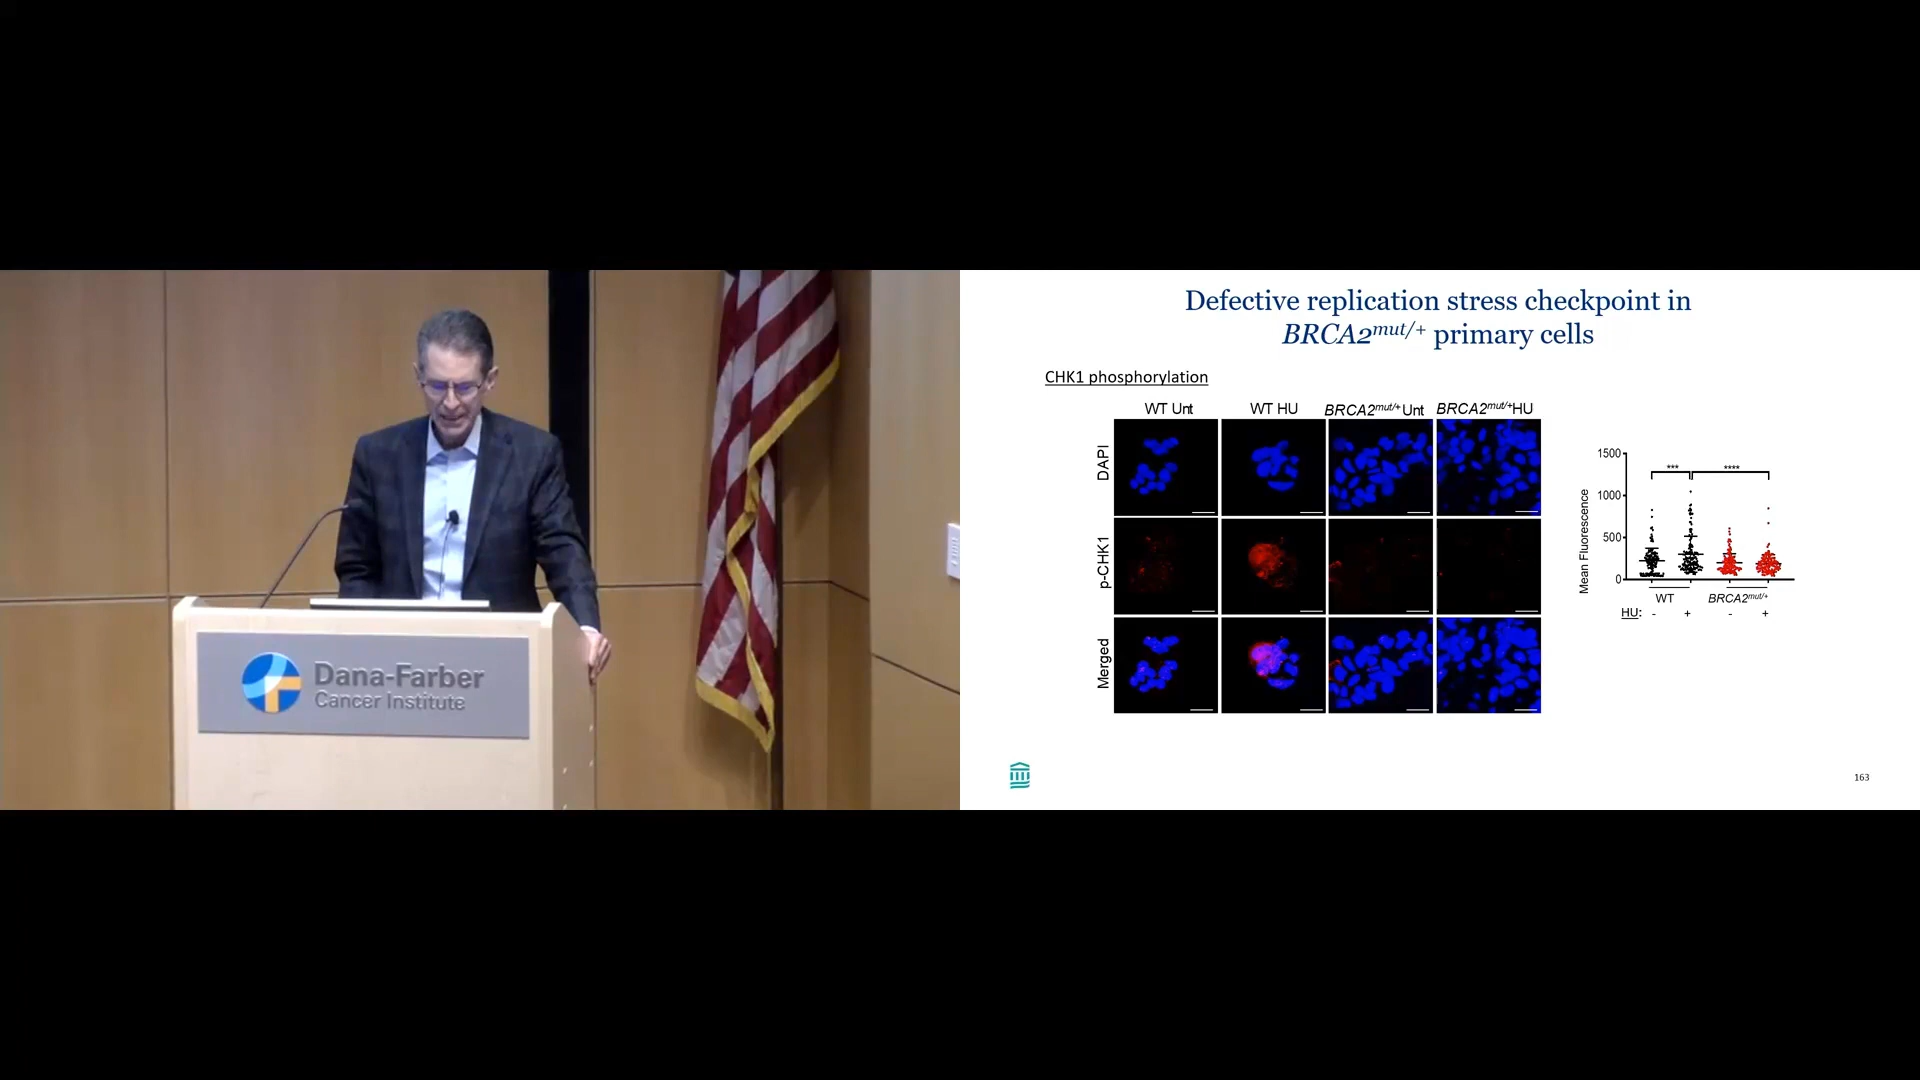 Dana-Farber
Cancer Institute
Defective replication stress checkpoint in
BRCA2mut/+ primary cells
CHK1 phosphorylation
WT Unt
WT HU
BRCA2mut/+ Unt
BRCA2mut/+HU
DAPI
p-CHK1
Merged
Mean Fluorescence
1500
1000
500
0
***
****
WT
BRCA2mut/+
HU: - + - +
163